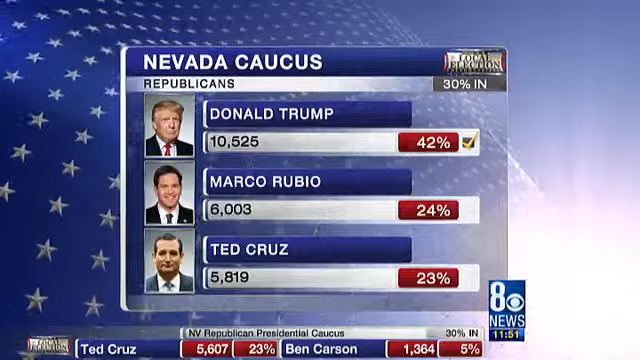 NEVADA CAUCUS
LOCAL ELECTION
REPUBLICANS
30% IN
DONALD TRUMP
10,525 42%
MARCO RUBIO
6,003 24%
TED CRUZ
5,819 23%
8
NEWS
11:51
NV Republican Presidential Caucus 30% IN
Ted Cruz 5,607 23% Ben Carson 1,364 5%